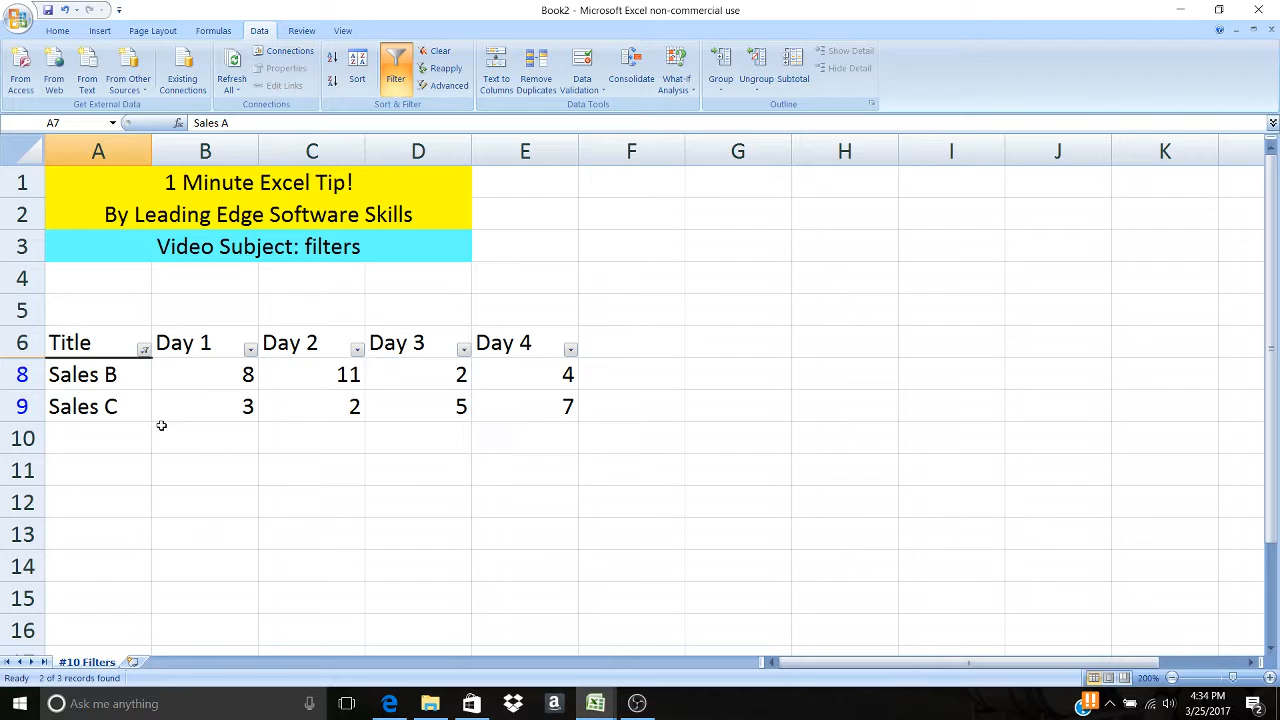 Book2 - Microsoft Excel non-commercial use
Home Insert Page Layout Formulas Data Review View
From Access
From Web
From Text
From Other Sources
Existing Connections
Get External Data
Refresh All
Connections
Properties
Edit Links
Connections
Sort
Filter
Clear
Reapply
Advanced
Sort & Filter
Text to Columns
Remove Duplicates
Data Validation
Consolidate
What-If Analysis
Data Tools
Group
Ungroup
Subtotal
Show Detail
Hide Detail
Outline
A7 fx Sales A
A B C D E F G H I J K
1 1 Minute Excel Tip!
2 By Leading Edge Software Skills
3 Video Subject: filters
4
5
6 Title Day 1 Day 2 Day 3 Day 4
8 Sales B 8 11 2 4
9 Sales C 3 2 5 7
10
11
12
13
14
15
16
#10 Filters
Ready 2 of 3 records found 200%
Ask me anything
4:34 PM
3/25/2017